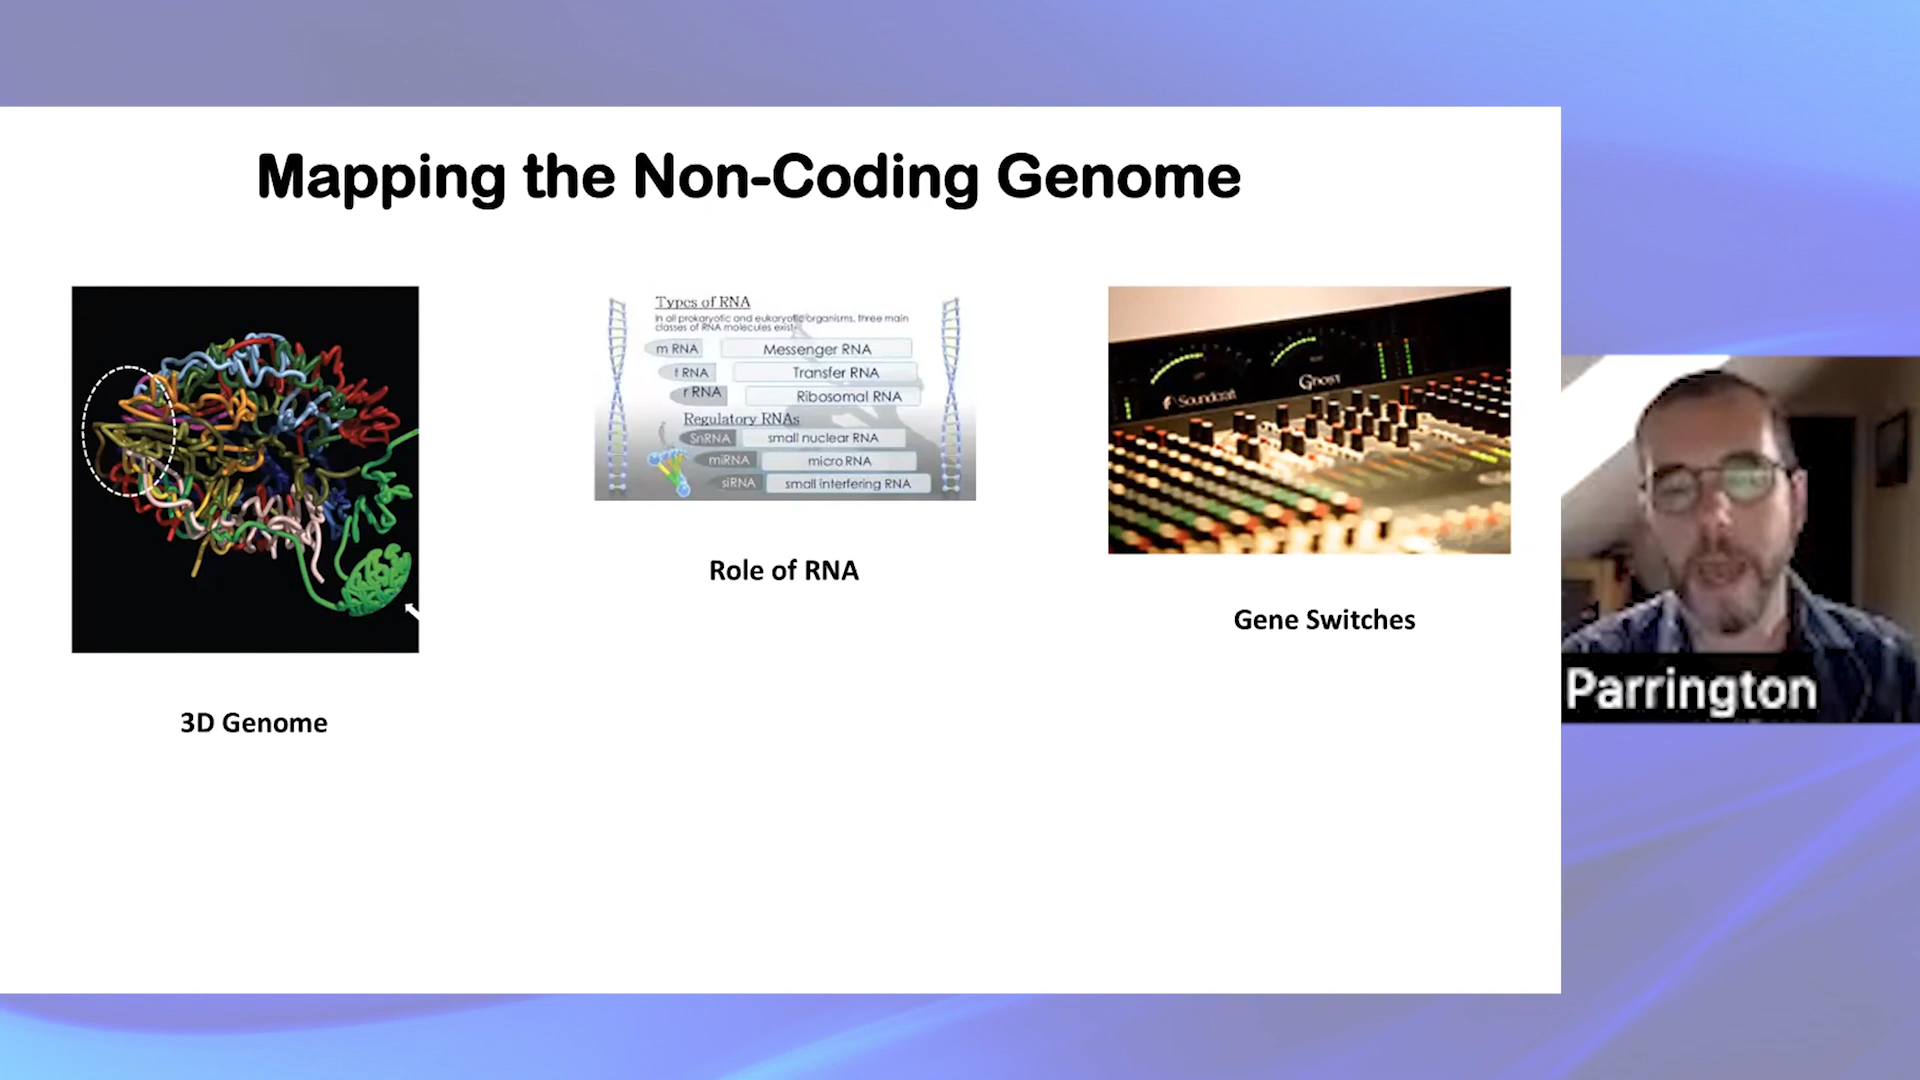 Mapping the Non-Coding Genome
Types of RNA
In all prokaryotic and eukaryotic organisms, three main
classes of RNA molecules exist-
m RNA Messenger RNA
t RNA Transfer RNA
r RNA Ribosomal RNA
Regulatory RNAs
SnRNA small nuclear RNA
miRNA micro RNA
siRNA small interfering RNA
Soundcraft
Ghost
Role of RNA
Gene Switches
3D Genome
Parrington